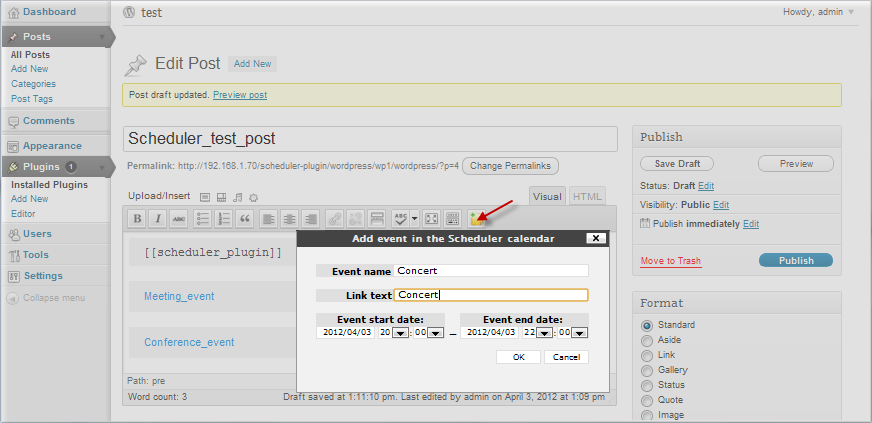 Dashboard
Posts
All Posts
Add New
Categories
Post Tags
Comments
Appearance
Plugins 1
Installed Plugins
Add New
Editor
Users
Tools
Settings
Collapse menu
test
Howdy, admin
Edit Post Add New
Post draft updated. Preview post
Scheduler_test_post
Permalink: http://192.168.1.70/scheduler-plugin/wordpress/wp1/wordpress/?p=4 Change Permalinks
Upload/Insert Visual HTML
B I ABC ABC
[[scheduler_plugin]]
Meeting_event
Conference_event
Path: pre
Word count: 3 Draft saved at 1:11:10 pm. Last edited by admin on April 3, 2012 at 1:09 pm
Add event in the Scheduler calendar X
Event name Concert
Link text Concert
Event start date: Event end date:
2012/04/03 20 : 00 – 2012/04/03 22 : 00
OK Cancel
Publish
Save Draft Preview
Status: Draft Edit
Visibility: Public Edit
Publish immediately Edit
Move to Trash Publish
Format
Standard
Aside
Link
Gallery
Status
Quote
Image